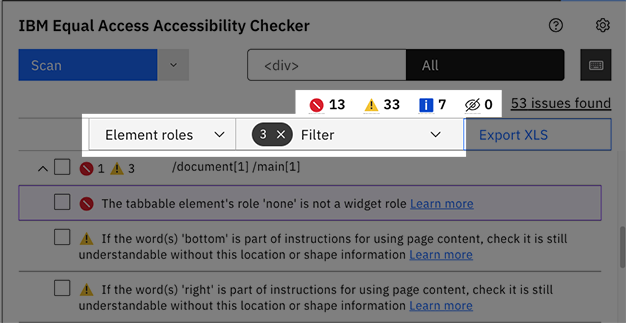 IBM Equal Access Accessibility Checker
Scan
<div>
All
13 33 7 0 53 issues found
Element roles 3 × Filter Export XLS
1 3 /document[1] /main[1]
The tabbable element's role 'none' is not a widget role Learn more
If the word(s) 'bottom' is part of instructions for using page content, check it is still
understandable without this location or shape information Learn more
If the word(s) 'right' is part of instructions for using page content, check it is still
understandable without this location or shape information Learn more